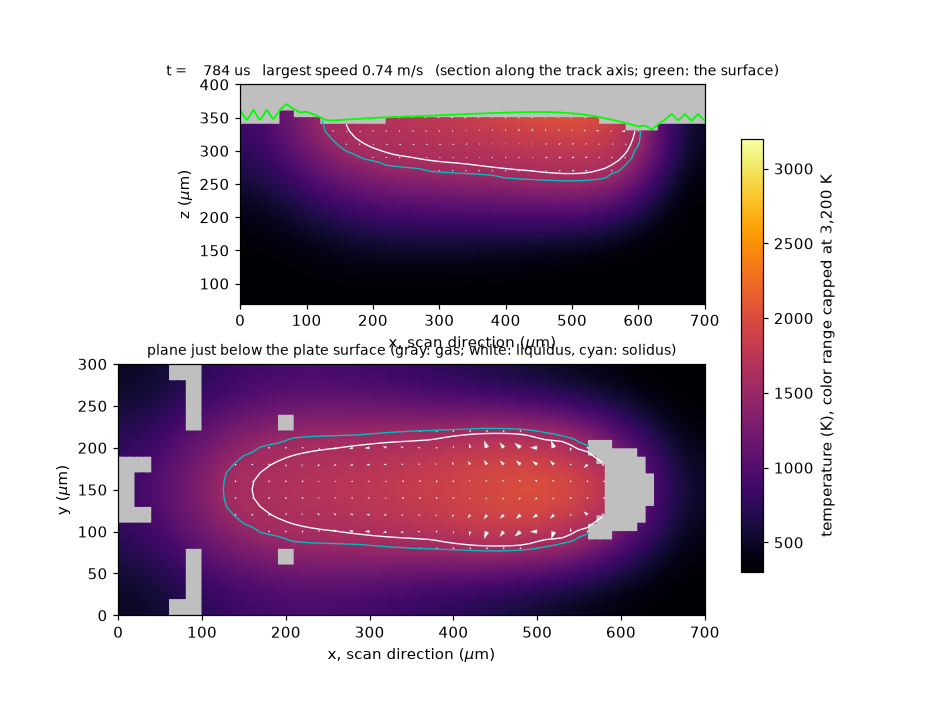 t =    784 us   largest speed 0.74 m/s   (section along the track axis; green: the surface)
400
350
300
250
200
150
100
z (μm)
0 100 200 300 400 500 600 700
x, scan direction (μm)
plane just below the plate surface (gray: gas; white: liquidus, cyan: solidus)
300
250
200
150
100
50
0
y (μm)
0 100 200 300 400 500 600 700
x, scan direction (μm)
3000
2500
2000
1500
1000
500
temperature (K), color range capped at 3,200 K